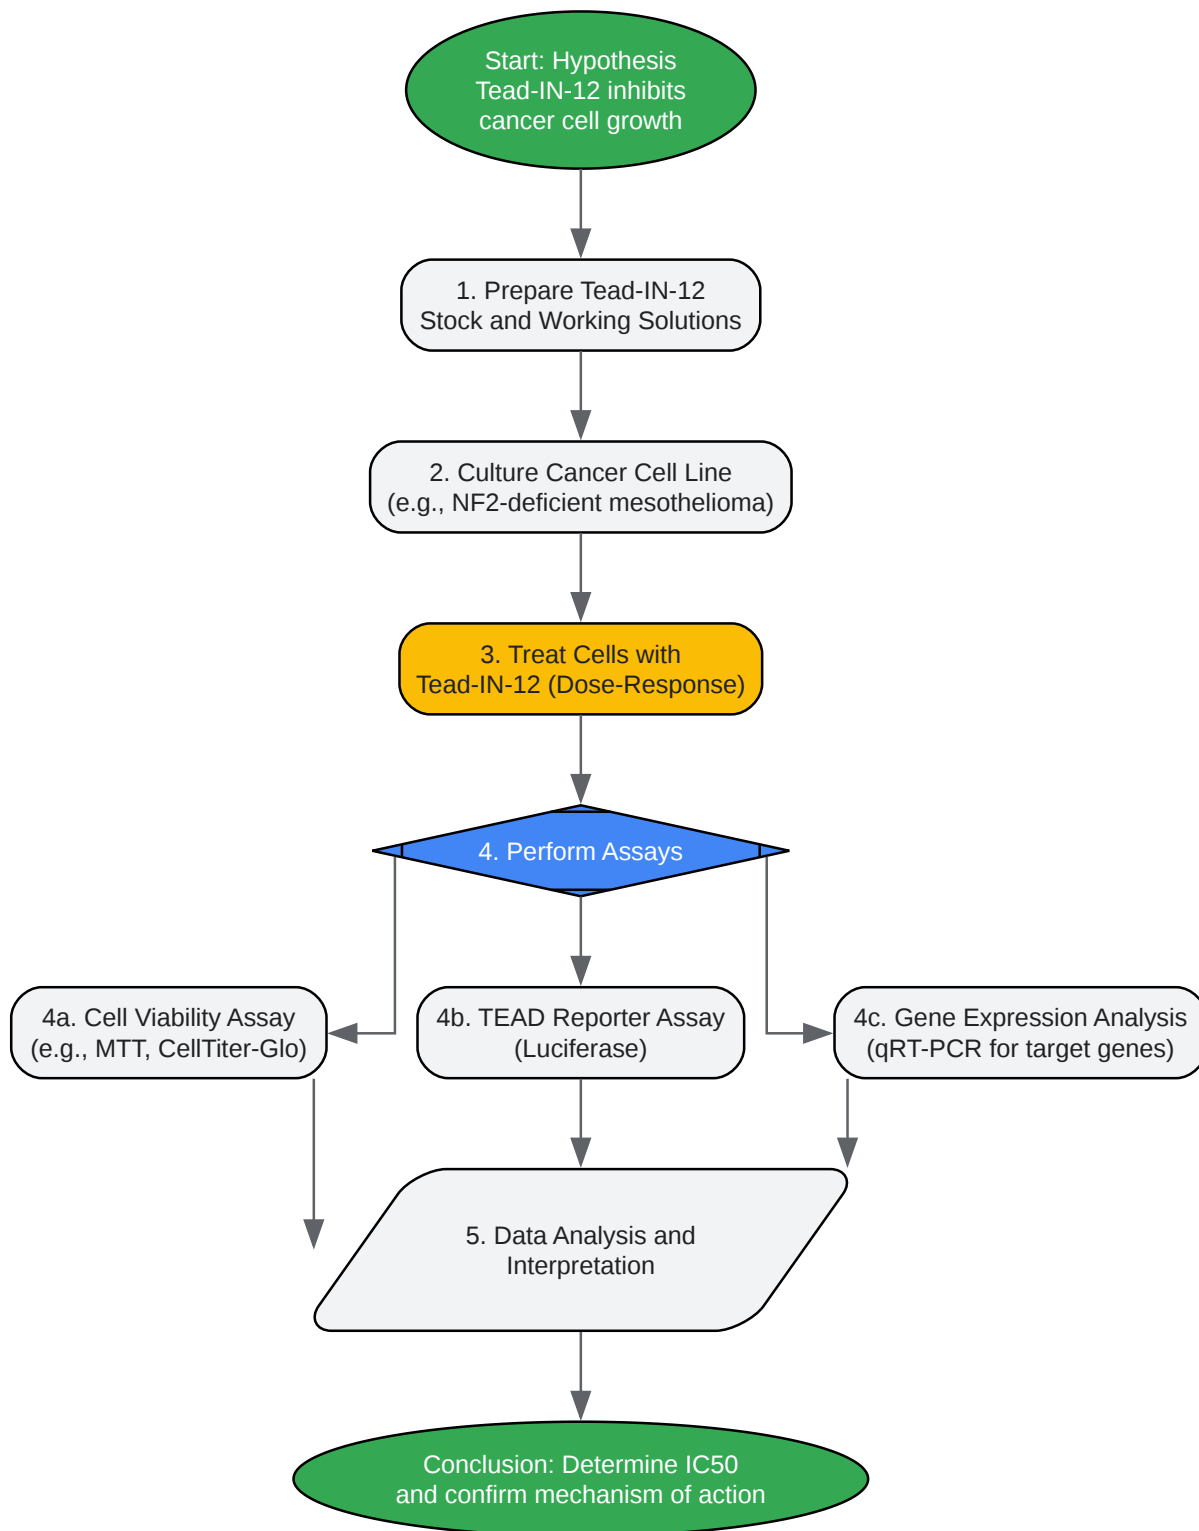 Start: Hypothesis
Tead-IN-12 inhibits
cancer cell growth
1. Prepare Tead-IN-12
Stock and Working Solutions
2. Culture Cancer Cell Line
(e.g., NF2-deficient mesothelioma)
3. Treat Cells with
Tead-IN-12 (Dose-Response)
4. Perform Assays
4a. Cell Viability Assay
(e.g., MTT, CellTiter-Glo)
4b. TEAD Reporter Assay
(Luciferase)
4c. Gene Expression Analysis
(qRT-PCR for target genes)
5. Data Analysis and
Interpretation
Conclusion: Determine IC50
and confirm mechanism of action